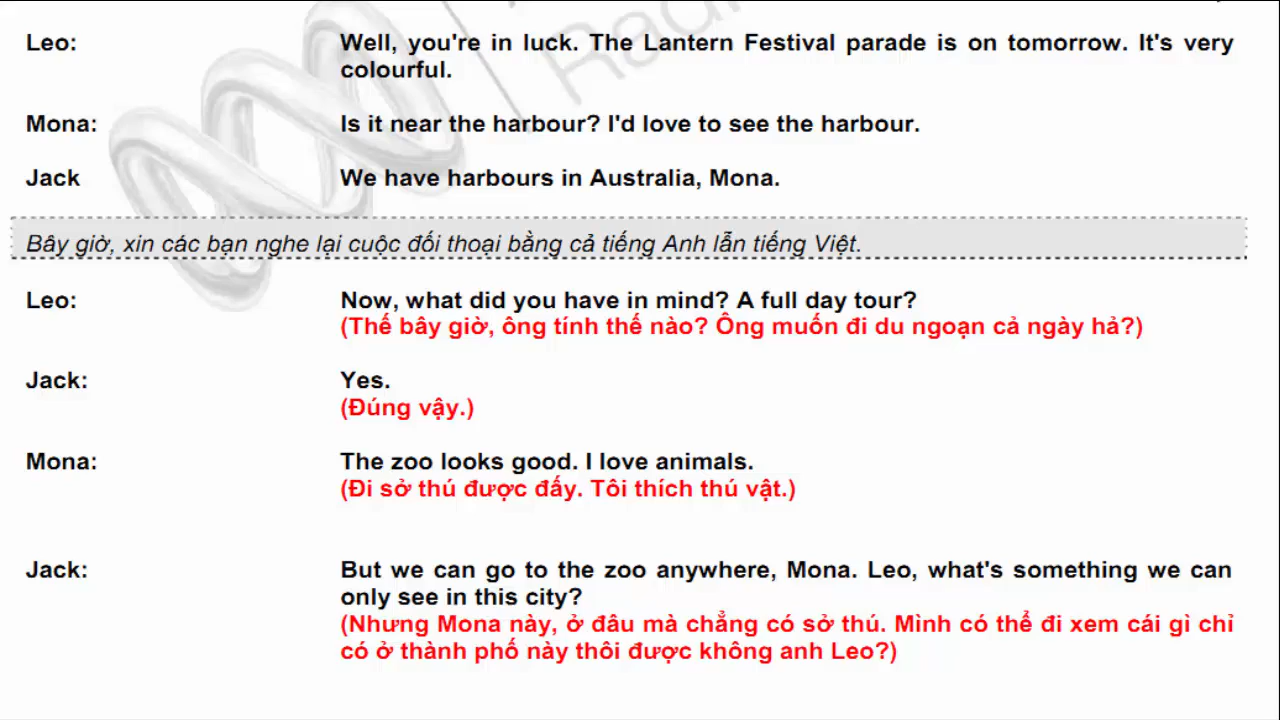 Leo: Well, you're in luck. The Lantern Festival parade is on tomorrow. It's very
colourful.
Mona: Is it near the harbour? I'd love to see the harbour.
Jack We have harbours in Australia, Mona.
Bây giờ, xin các bạn nghe lại cuộc đối thoại bằng cả tiếng Anh lẫn tiếng Việt.
Leo: Now, what did you have in mind? A full day tour?
(Thế bây giờ, ông tính thế nào? Ông muốn đi du ngoạn cả ngày hả?)
Jack: Yes.
(Đúng vậy.)
Mona: The zoo looks good. I love animals.
(Đi sở thú được đấy. Tôi thích thú vật.)
Jack: But we can go to the zoo anywhere, Mona. Leo, what's something we can
only see in this city?
(Nhưng Mona này, ở đâu mà chẳng có sở thú. Mình có thể đi xem cái gì chỉ
có ở thành phố này thôi được không anh Leo?)